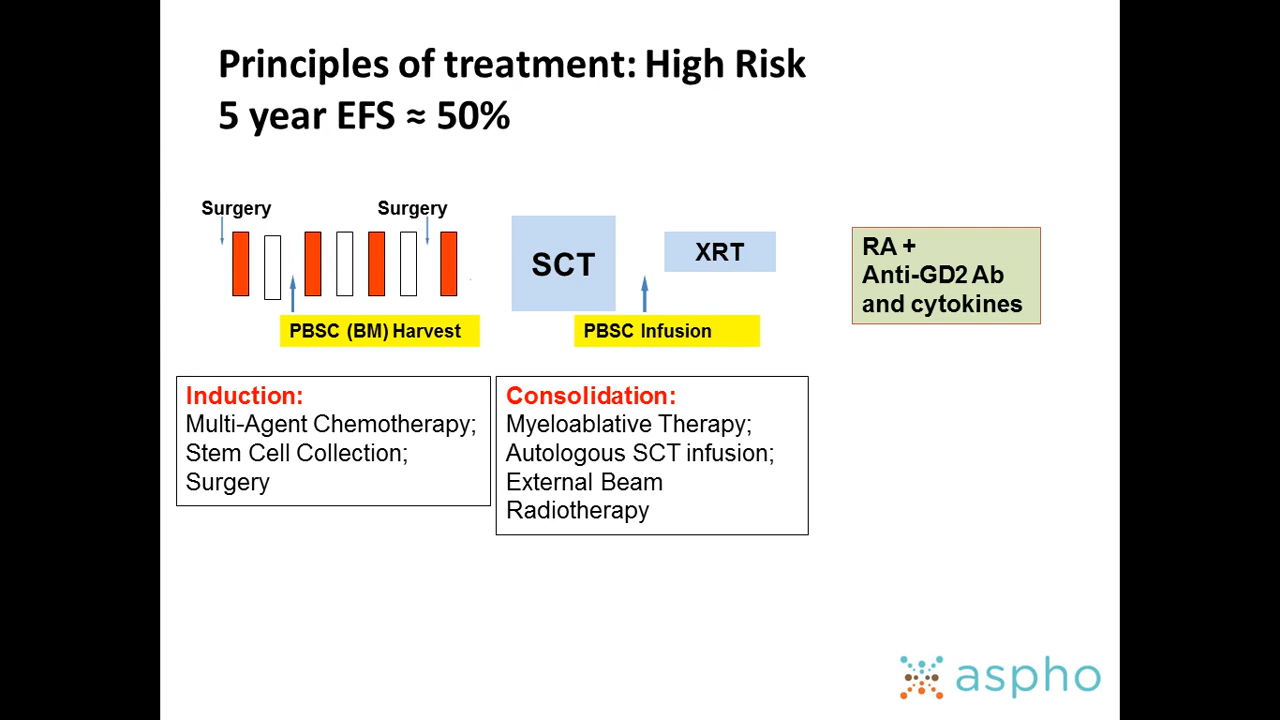 Principles of treatment: High Risk
5 year EFS ≈ 50%
Surgery
Surgery
SCT
XRT
RA +
Anti-GD2 Ab
and cytokines
PBSC (BM) Harvest
PBSC Infusion
Induction:
Multi-Agent Chemotherapy;
Stem Cell Collection;
Surgery
Consolidation:
Myeloablative Therapy;
Autologous SCT infusion;
External Beam
Radiotherapy
aspho